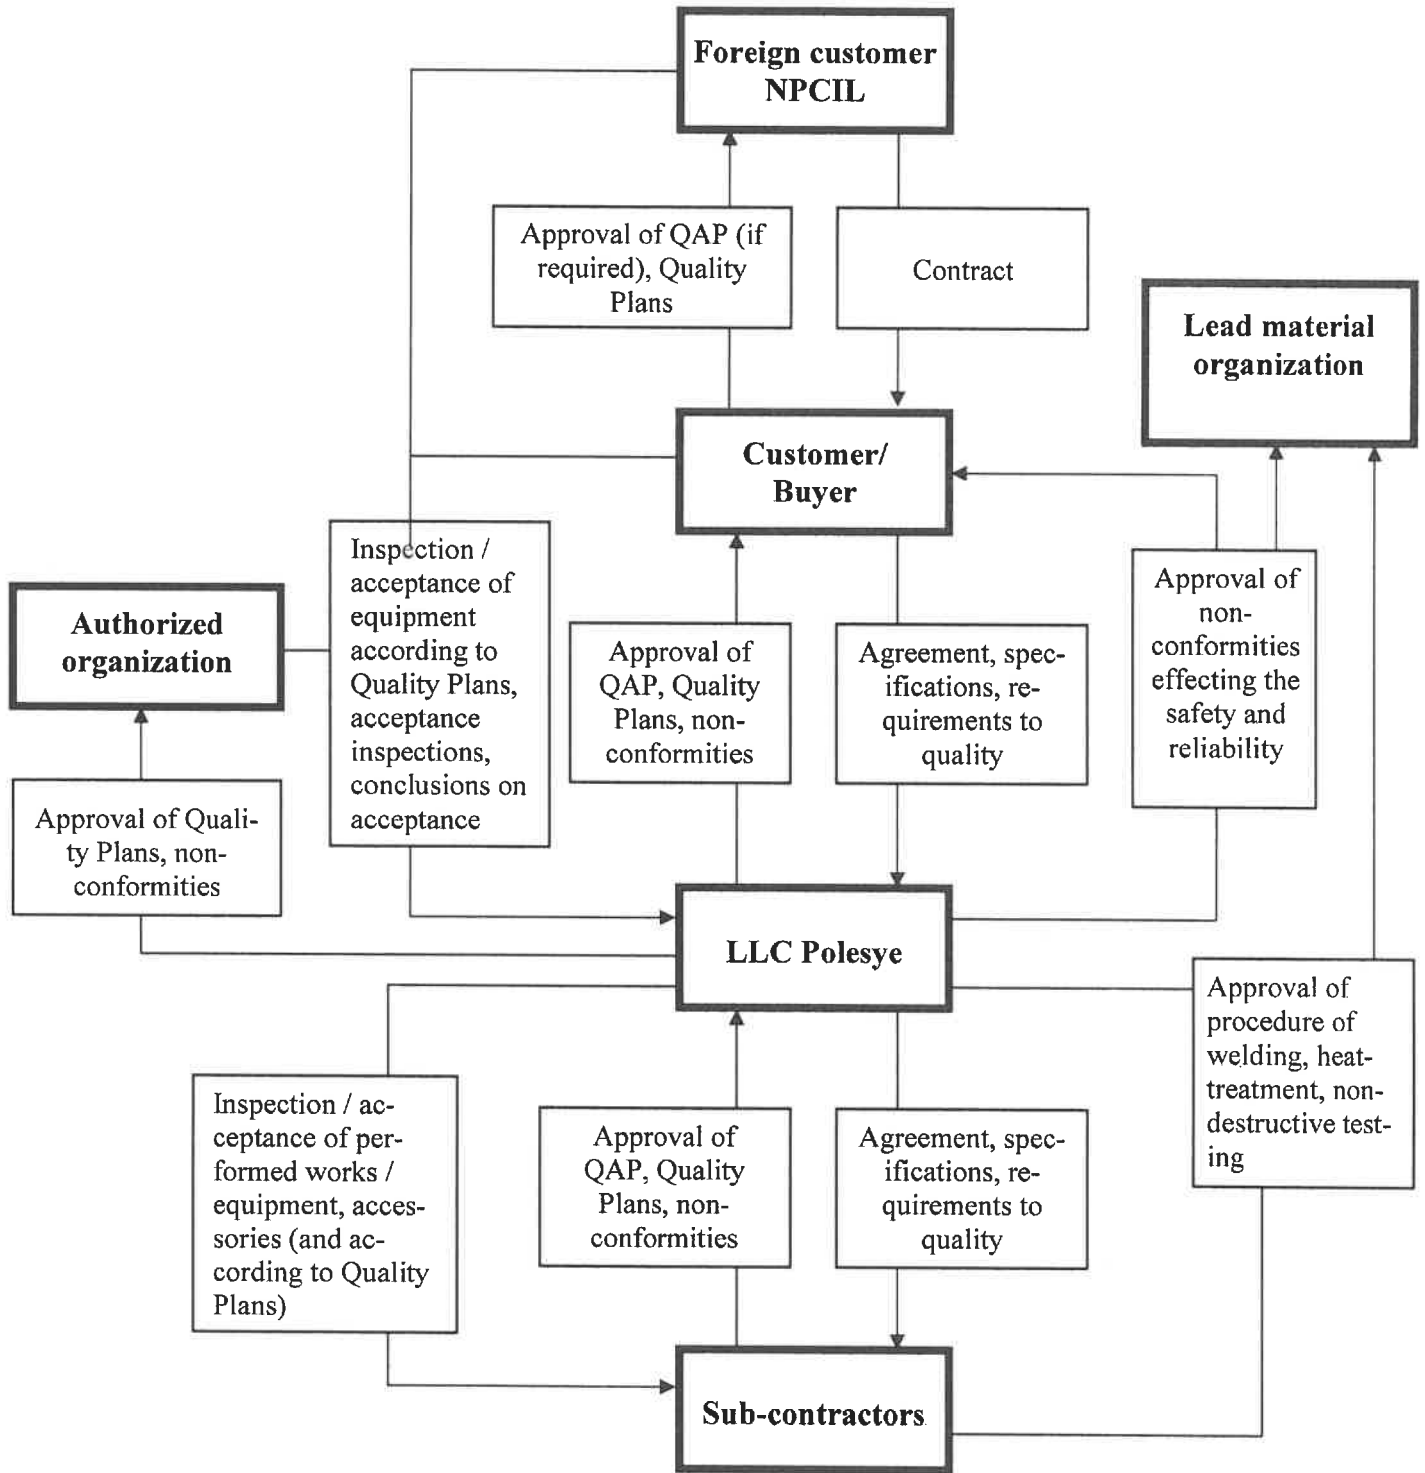 Foreign customer
NPCIL
Approval of QAP (if
required), Quality
Plans
Contract
Lead material
organization
Customer/
Buyer
Inspection /
acceptance of
equipment
according to
Quality Plans,
acceptance
inspections,
conclusions on
acceptance
Authorized
organization
Approval of
QAP, Quality
Plans, non-
conformities
Agreement, spec-
ifications, re-
quirements to
quality
Approval of
non-
conformities
effecting the
safety and
reliability
Approval of Quali-
ty Plans, non-
conformities
LLC Polesye
Approval of
procedure of
welding, heat-
treatment, non-
destructive test-
ing
Inspection / ac-
ceptance of per-
formed works /
equipment, acces-
sories (and ac-
cording to Quality
Plans)
Approval of
QAP, Quality
Plans, non-
conformities
Agreement, spec-
ifications, re-
quirements to
quality
Sub-contractors